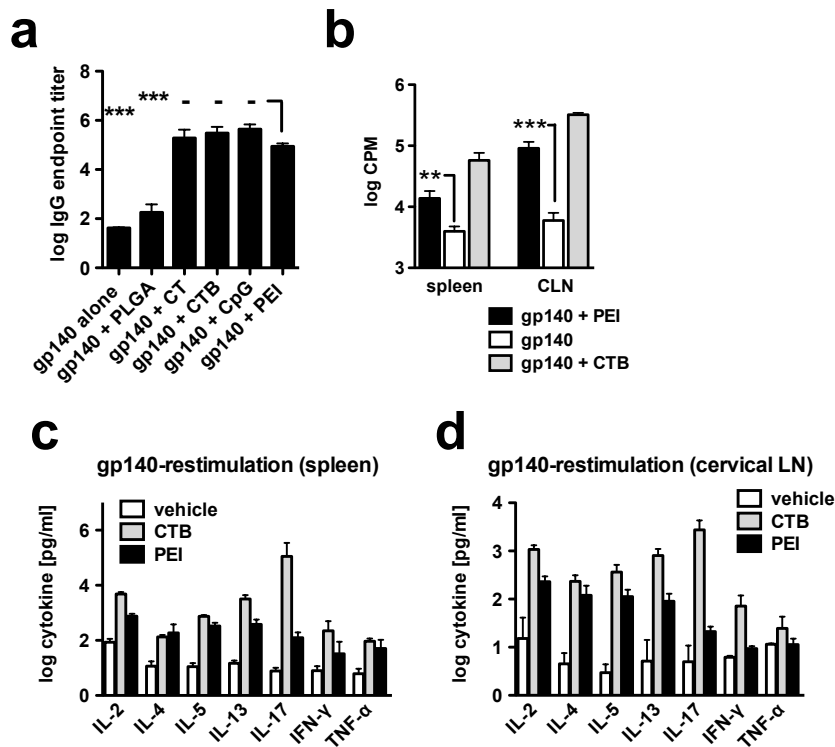 a
log IgG endpoint titer
8
6
4
2
0
*** *** - - -
gp140 alone
gp140 + PLGA
gp140 + CT
gp140 + CTB
gp140 + CpG
gp140 + PEI
b
log CPM
6
5
4
3
**
***
spleen CLN
gp140 + PEI
gp140
gp140 + CTB
c
gp140-restimulation (spleen)
log cytokine [pg/ml]
6
4
2
0
vehicle
CTB
PEI
IL-2
IL-4
IL-5
IL-13
IL-17
IFN-γ
TNF-α
d
gp140-restimulation (cervical LN)
log cytokine [pg/ml]
4
3
2
1
0
vehicle
CTB
PEI
IL-2
IL-4
IL-5
IL-13
IL-17
IFN-γ
TNF-α